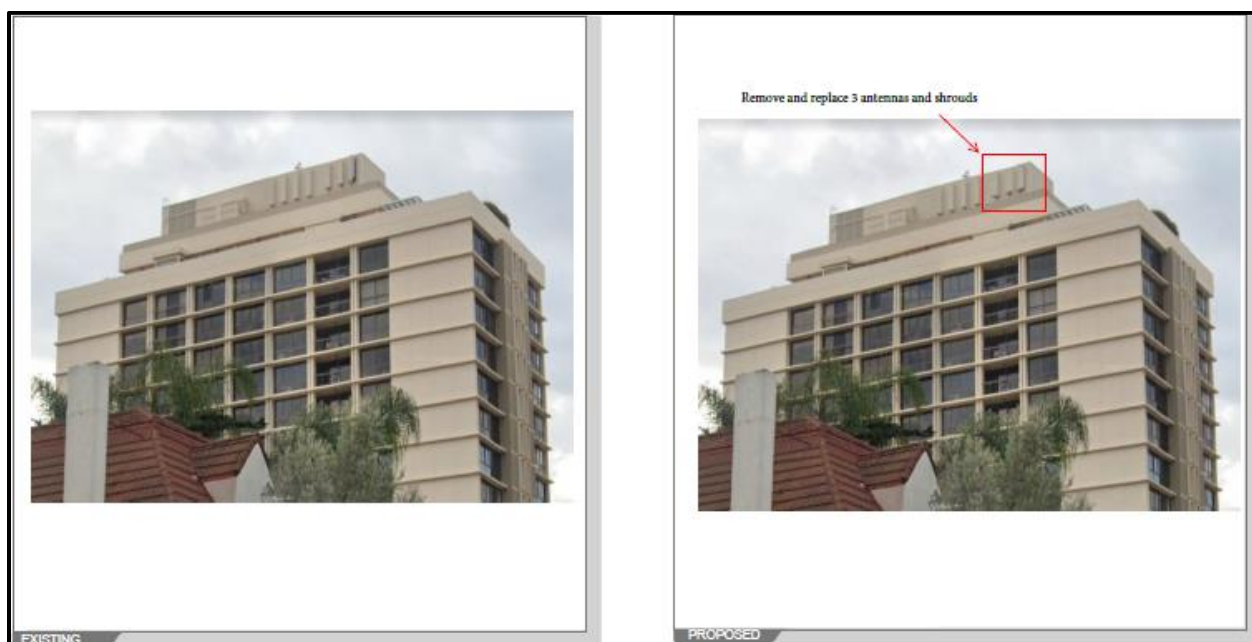 Remove and replace 3 antennas and shrouds
EXISTING
PROPOSED